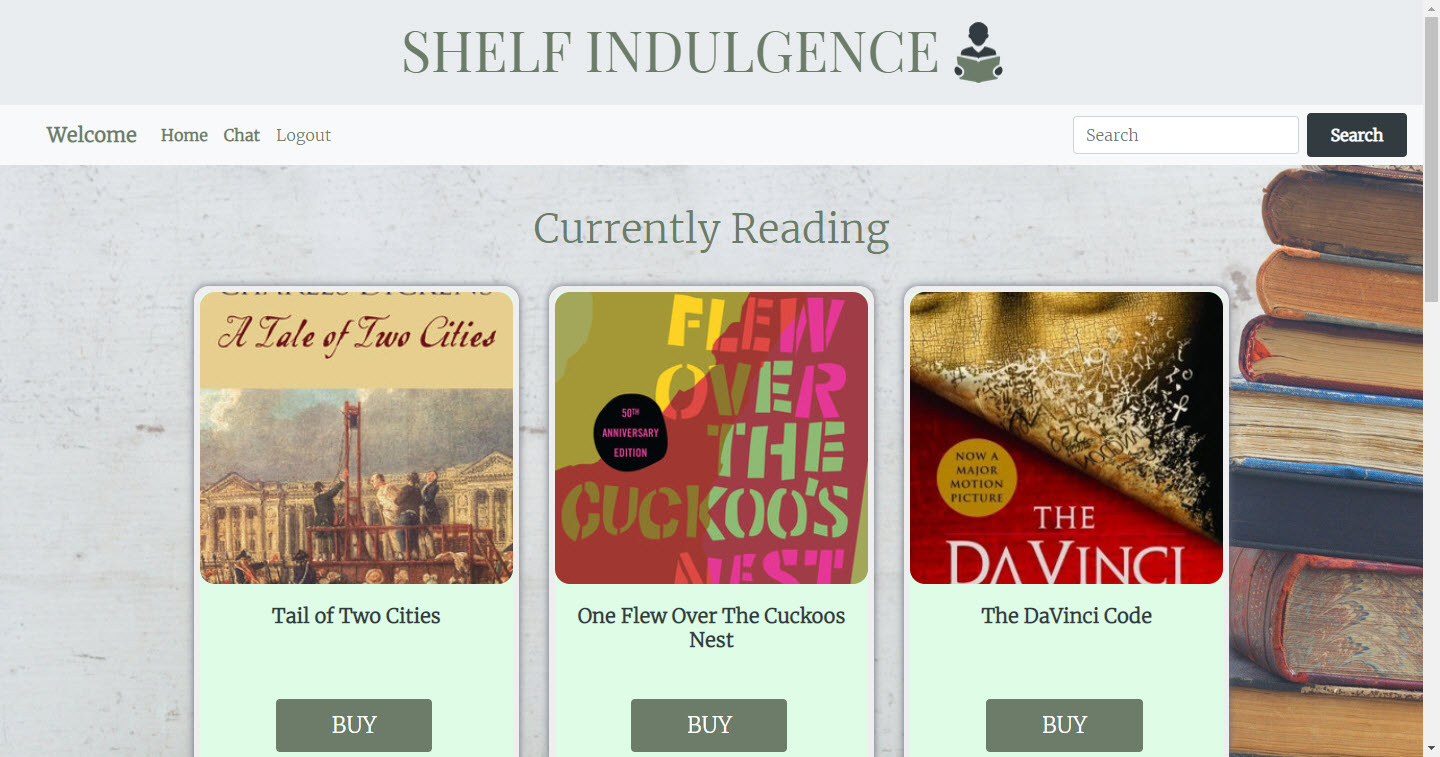 SHELF INDULGENCE
Welcome Home Chat Logout Search Search
Currently Reading
CHARLES DICKENS
A Tale of Two Cities
FLEW
OVER
THE
CUCKOO'S
NEST
50TH
ANNIVERSARY
EDITION
NOW A
MAJOR
MOTION
PICTURE
THE
DA VINCI
Tail of Two Cities
One Flew Over The Cuckoos
Nest
The DaVinci Code
BUY BUY BUY